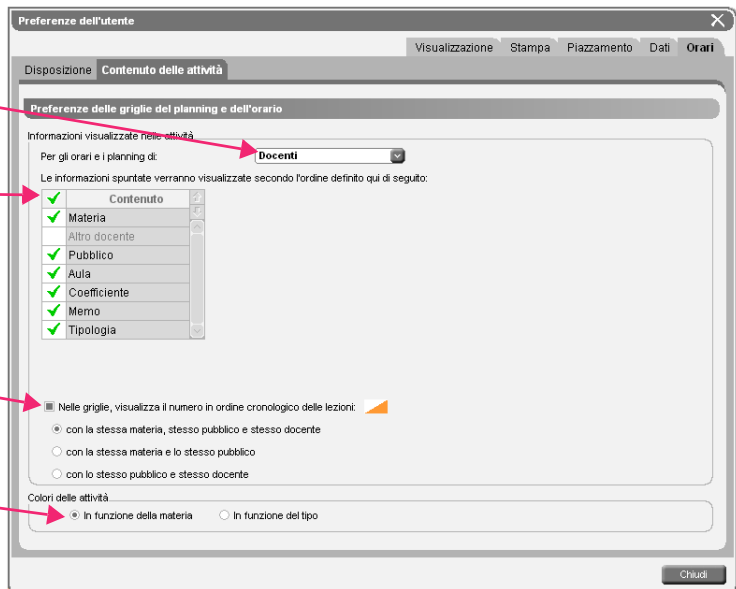 Preferenze dell'utente
Visualizzazione Stampa Piazzamento Dati Orari
Disposizione Contenuto delle attività
Preferenze delle griglie del planning e dell'orario
Informazioni visualizzate nelle attività
Per gli orari e i planning di: Docenti
Le informazioni spuntate verranno visualizzate secondo l'ordine definito qui di seguito:
Contenuto
Materia
Altro docente
Pubblico
Aula
Coefficiente
Memo
Tipologia
Nelle griglie, visualizza il numero in ordine cronologico delle lezioni:
con la stessa materia, stesso pubblico e stesso docente
con la stessa materia e lo stesso pubblico
con lo stesso pubblico e stesso docente
Colori delle attività
In funzione della materia In funzione del tipo
Chiudi